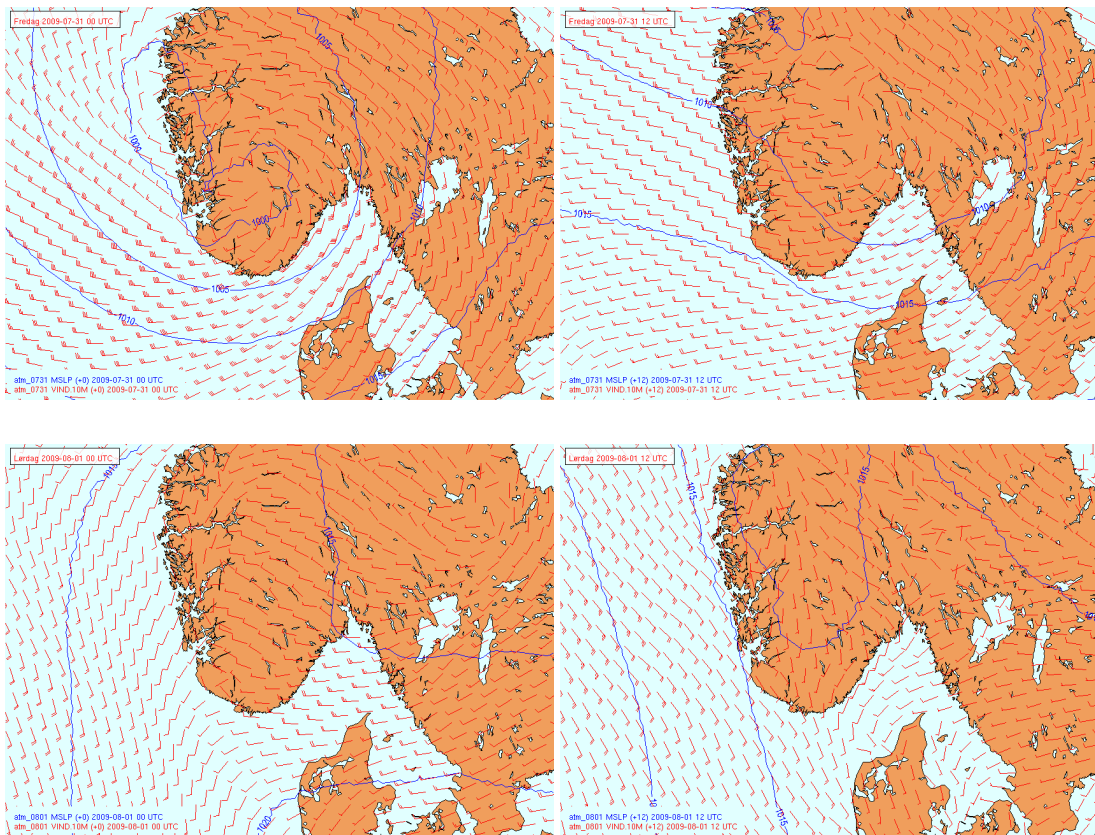 Fredag 2009-07-31 00 UTC
1005
1005
1010
1000
1005
1010
1015
atm_0731 MSLP (+0) 2009-07-31 00 UTC
atm_0731 VIND.10M (+0) 2009-07-31 00 UTC
Fredag 2009-07-31 12 UTC
1010
1015
1010
1015
atm_0731 MSLP (+12) 2009-07-31 12 UTC
atm_0731 VIND.10M (+12) 2009-07-31 12 UTC
Lørdag 2009-08-01 00 UTC
1015
1020
atm_0801 MSLP (+0) 2009-08-01 00 UTC
atm_0801 VIND.10M (+0) 2009-08-01 00 UTC
Lørdag 2009-08-01 12 UTC
1015
1015
1015
10
atm_0801 MSLP (+12) 2009-08-01 12 UTC
atm_0801 VIND.10M (+12) 2009-08-01 12 UTC